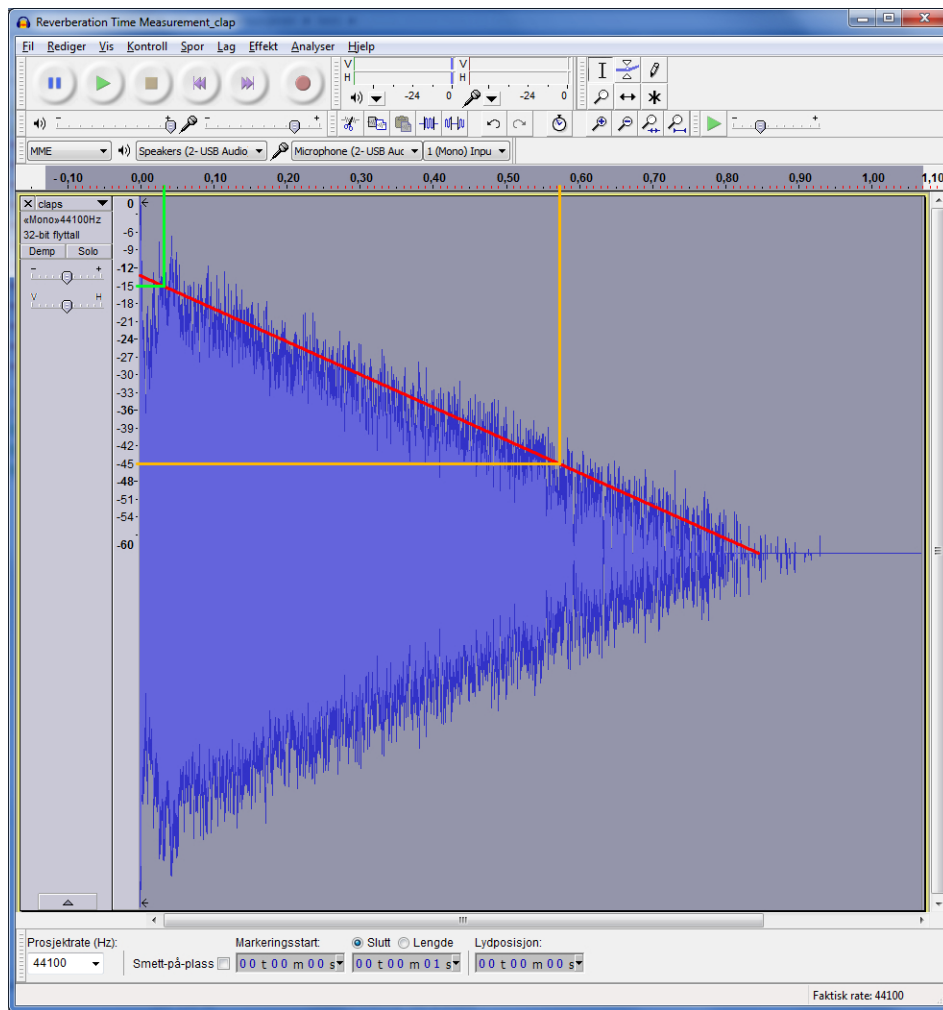 Reverberation Time Measurement_clap
Fil Rediger Vis Kontroll Spor Lag Effekt Analyser Hjelp
V V
H H
-24 0 -24 0
MME Speakers (2- USB Audio Microphone (2- USB Auc 1 (Mono) Inpu
-0,10 0,00 0,10 0,20 0,30 0,40 0,50 0,60 0,70 0,80 0,90 1,00 1,10
claps
«Mono»44100Hz
32-bit flyttall
Demp Solo
- +
V H
0
-6
-9
-12
-15
-18
-21
-24
-27
-30
-33
-36
-39
-42
-45
-48
-51
-54
-60
Prosjektrate (Hz): Markeringsstart: Slutt Lengde Lydposisjon:
44100 Smett-på-plass 00 t 00 m 00 s 00 t 00 m 01 s 00 t 00 m 00 s
Faktisk rate: 44100